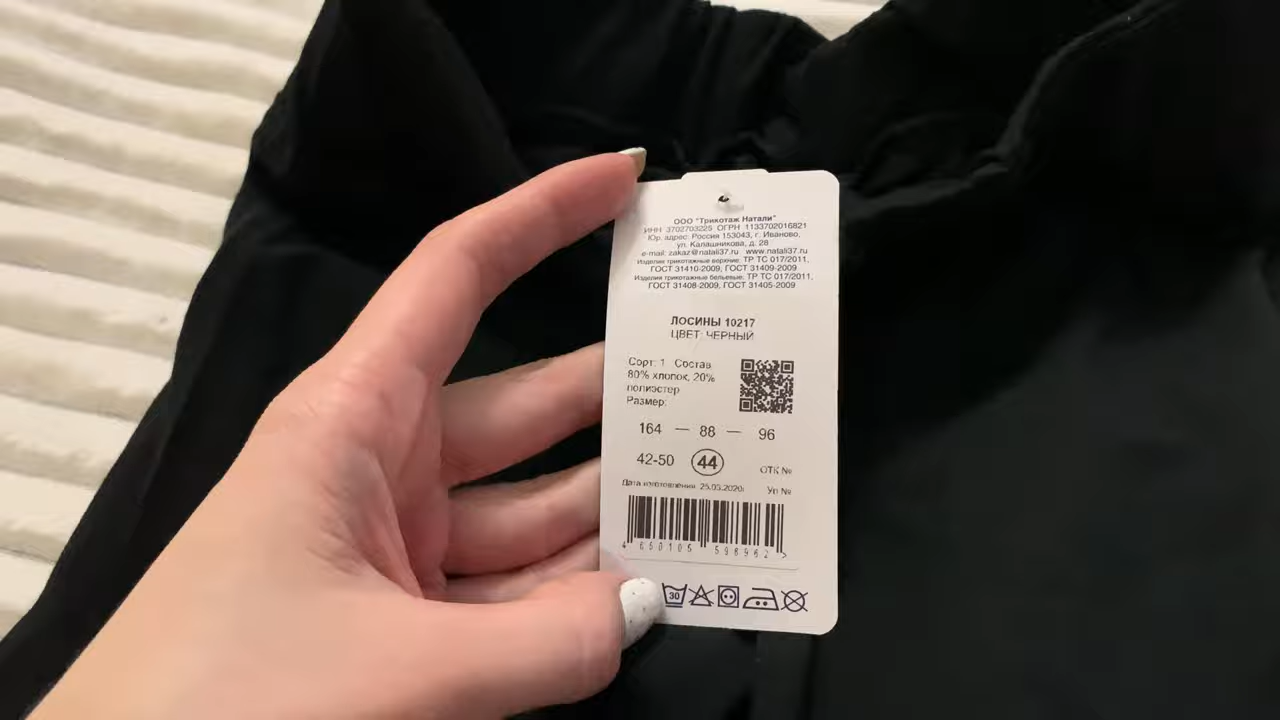 ООО "Трикотаж Натали"
ИНН 3702703225 ОГРН 1133702016821
Юр. адрес: Россия 153043, г. Иваново,
ул. Калашникова, д. 28
e-mail: zakaz@natali37.ru www.natali37.ru
Изделия трикотажные верхние: ТР ТС 017/2011,
ГОСТ 31410-2009, ГОСТ 31409-2009
Изделия трикотажные бельевые: ТР ТС 017/2011,
ГОСТ 31408-2009, ГОСТ 31405-2009
ЛОСИНЫ 10217
ЦВЕТ: ЧЕРНЫЙ
Сорт: 1 Состав
80% хлопок, 20%
полиэстер
Размер:
164 — 88 — 96
42-50 44 ОТК №
Дата изготовления: 25.05.2020г Уп №
4 650105 598962 >
30